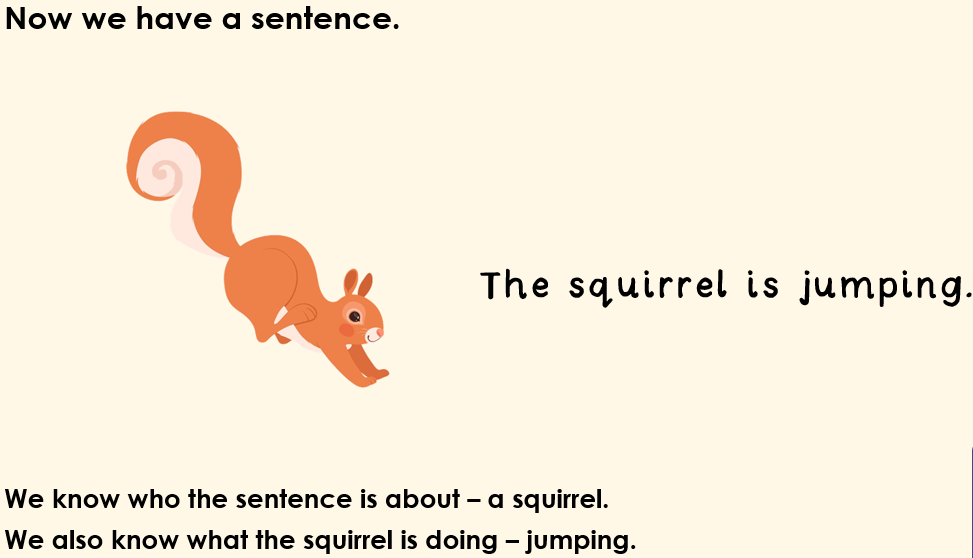 Now we have a sentence.
The squirrel is jumping.
We know who the sentence is about – a squirrel.
We also know what the squirrel is doing – jumping.